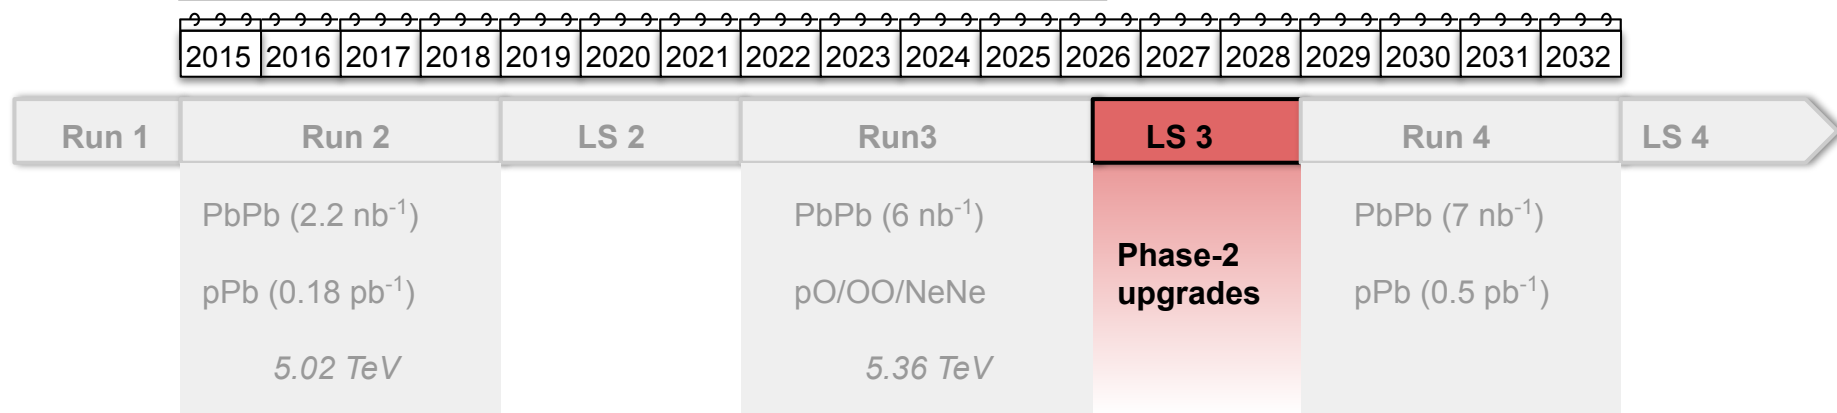 2015 2016 2017 2018 2019 2020 2021 2022 2023 2024 2025 2026 2027 2028 2029 2030 2031 2032
Run 1 Run 2 LS 2 Run3 LS 3 Run 4 LS 4
PbPb (2.2 nb⁻¹)
pPb (0.18 pb⁻¹)
5.02 TeV
PbPb (6 nb⁻¹)
pO/OO/NeNe
5.36 TeV
Phase-2
upgrades
PbPb (7 nb⁻¹)
pPb (0.5 pb⁻¹)